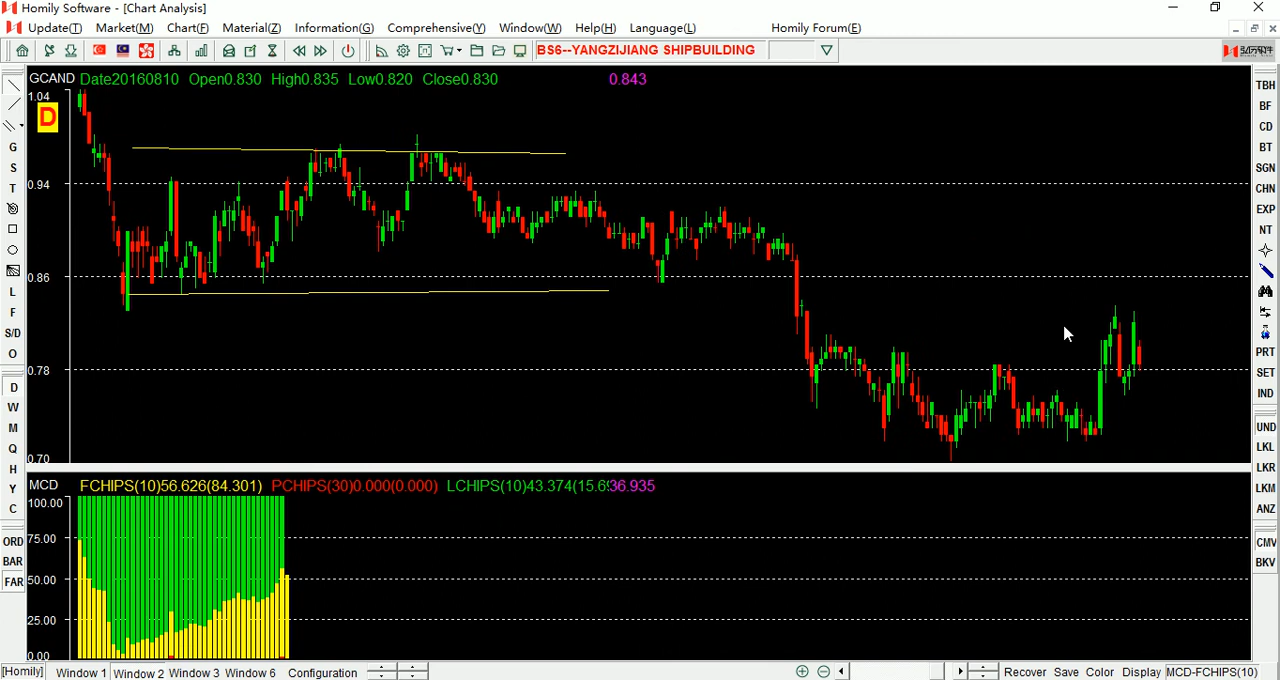 Homily Software - [Chart Analysis]
Update(T) Market(M) Chart(F) Material(Z) Information(G) Comprehensive(Y) Window(W) Help(H) Language(L) Homily Forum(E)
BS6--YANGZIJIANG SHIPBUILDING
GCAND Date20160810 Open0.830 High0.835 Low0.820 Close0.830 0.843
1.04
D
0.94
0.86
0.78
0.70
MCD FCHIPS(10)56.626(84.301) PCHIPS(30)0.000(0.000) LCHIPS(10)43.374(15.69 36.935
100.00
75.00
50.00
25.00
0.00
G
S
T
L
F
S/D
O
D
W
M
Q
H
Y
C
ORD
BAR
FAR
TBH
BF
CD
BT
SGN
CHN
EXP
NT
PRT
SET
IND
UND
LKL
LKR
LKM
ANZ
CMV
BKV
[Homily] Window 1 Window 2 Window 3 Window 6 Configuration Recover Save Color Display MCD-FCHIPS(10)